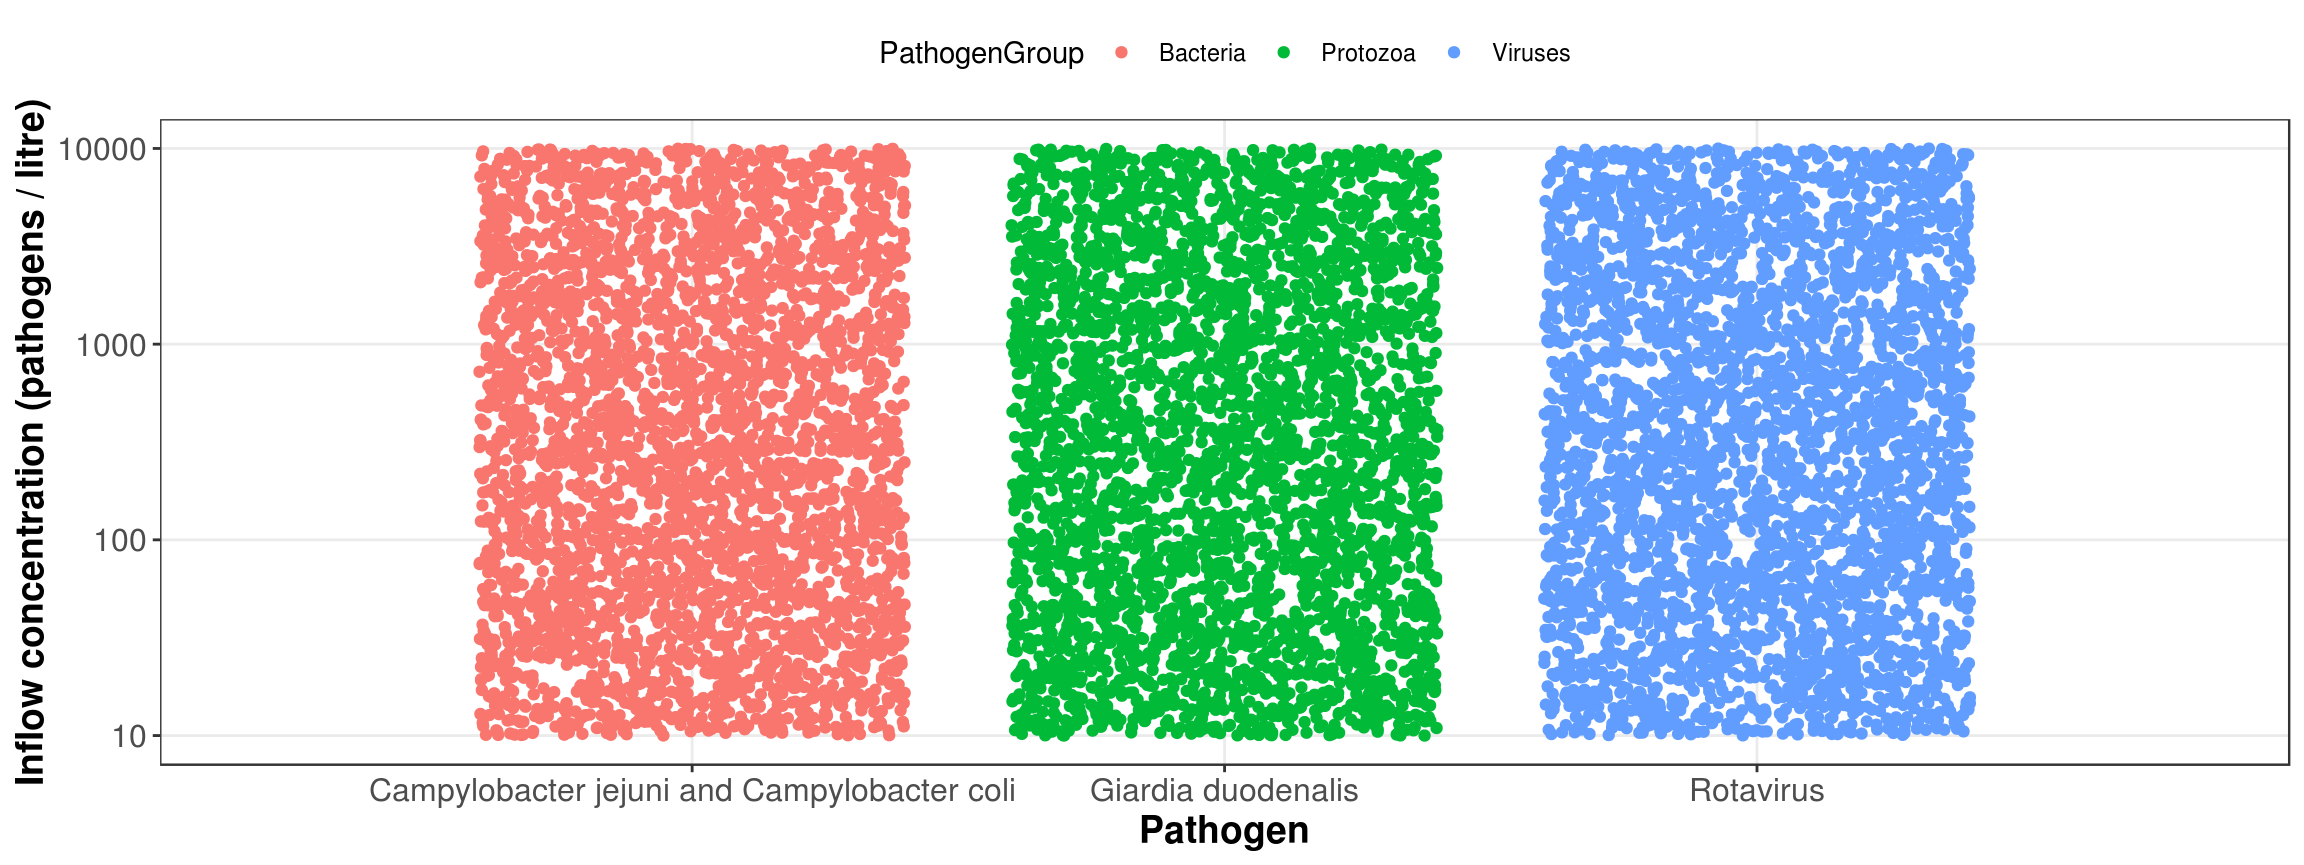 PathogenGroup Bacteria Protozoa Viruses
Inflow concentration (pathogens / litre)
10000
1000
100
10
Campylobacter jejuni and Campylobacter coli Giardia duodenalis Rotavirus
Pathogen